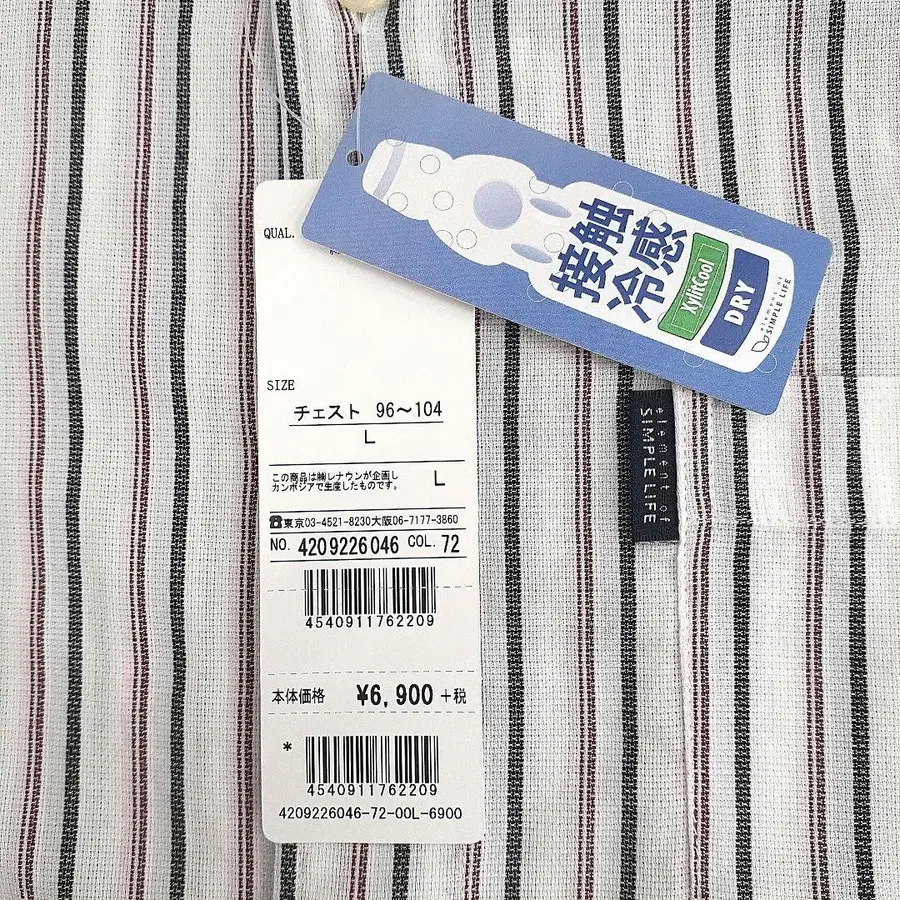 QUAL.
SIZE
チェスト 96～104
L
この商品は㈱レナウンが企画し
カンボジアで生産したものです。
L
☎東京03-4521-8230大阪06-7177-3860
NO. 4209226046 COL. 72
4540911762209
本体価格 ¥6,900 +税
*
4540911762209
4209226046-72-00L-6900
接触
冷感
XylitCool
DRY
element of
SIMPLE LIFE
element of
SIMPLE LIFE